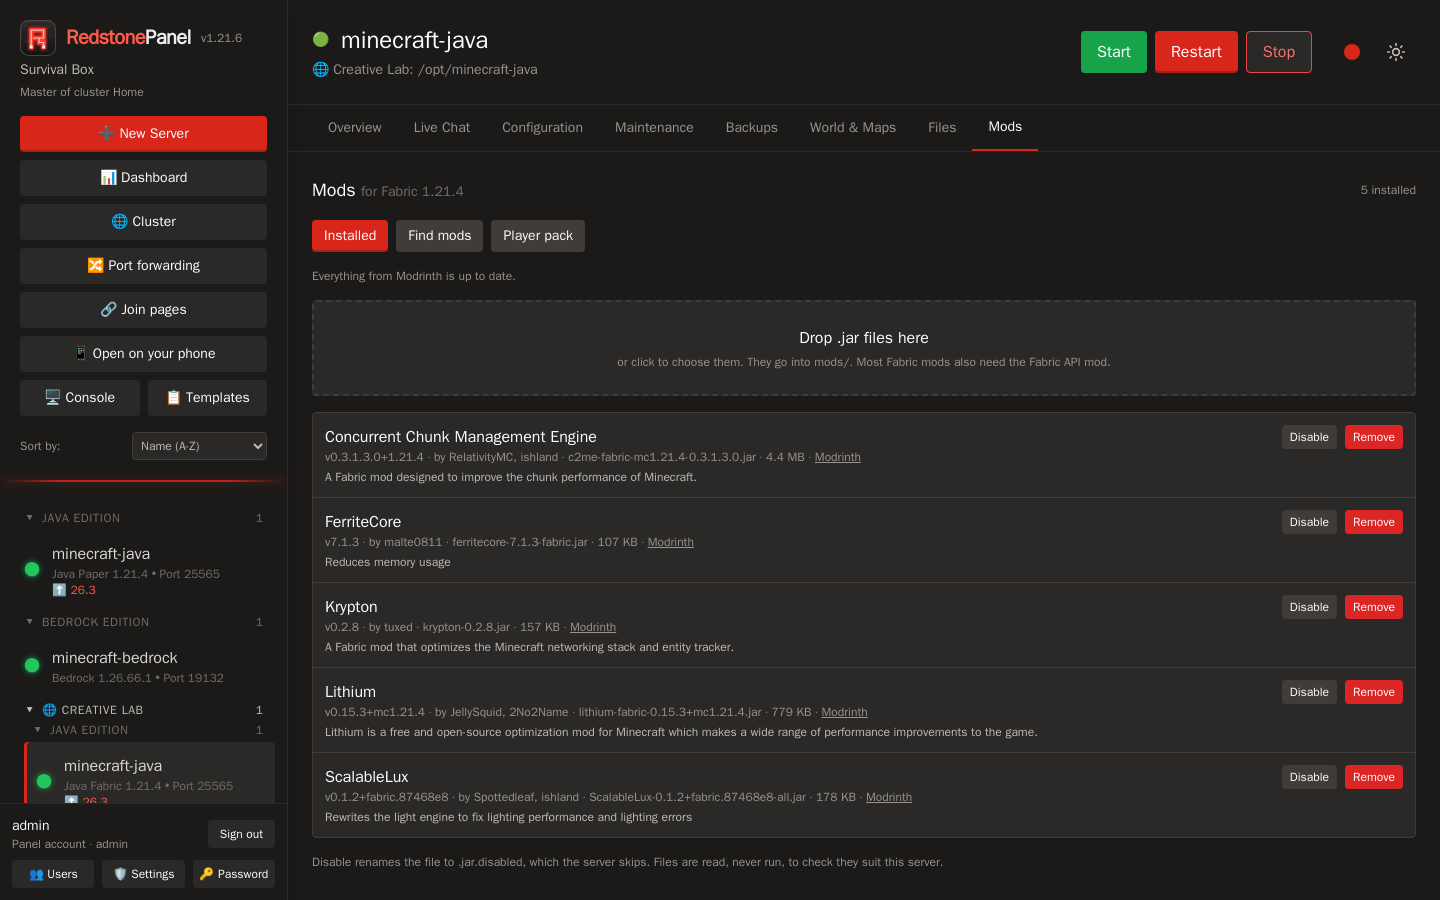 RedstonePanel v1.21.6
Survival Box
Master of cluster Home
➕ New Server
📊 Dashboard
🌐 Cluster
🔀 Port forwarding
🔗 Join pages
📱 Open on your phone
🖥️ Console
📋 Templates
Sort by:
Name (A-Z)
▼ JAVA EDITION 1
minecraft-java
Java Paper 1.21.4 • Port 25565
⬆️ 26.3
▼ BEDROCK EDITION 1
minecraft-bedrock
Bedrock 1.26.66.1 • Port 19132
▼ 🌐 CREATIVE LAB 1
▼ JAVA EDITION 1
minecraft-java
Java Fabric 1.21.4 • Port 25565
⬆️ 26.3
admin
Panel account · admin
Sign out
👥 Users
🛡️ Settings
🔑 Password
minecraft-java
🌐 Creative Lab: /opt/minecraft-java
Start
Restart
Stop
Overview
Live Chat
Configuration
Maintenance
Backups
World & Maps
Files
Mods
Mods for Fabric 1.21.4
5 installed
Installed
Find mods
Player pack
Everything from Modrinth is up to date.
Drop .jar files here
or click to choose them. They go into mods/. Most Fabric mods also need the Fabric API mod.
Concurrent Chunk Management Engine
v0.3.1.3.0+1.21.4 · by RelativityMC, ishland · c2me-fabric-mc1.21.4-0.3.1.3.0.jar · 4.4 MB · Modrinth
A Fabric mod designed to improve the chunk performance of Minecraft.
Disable
Remove
FerriteCore
v7.1.3 · by malte0811 · ferritecore-7.1.3-fabric.jar · 107 KB · Modrinth
Reduces memory usage
Disable
Remove
Krypton
v0.2.8 · by tuxed · krypton-0.2.8.jar · 157 KB · Modrinth
A Fabric mod that optimizes the Minecraft networking stack and entity tracker.
Disable
Remove
Lithium
v0.15.3+mc1.21.4 · by JellySquid, 2No2Name · lithium-fabric-0.15.3+mc1.21.4.jar · 779 KB · Modrinth
Lithium is a free and open-source optimization mod for Minecraft which makes a wide range of performance improvements to the game.
Disable
Remove
ScalableLux
v0.1.2+fabric.87468e8 · by Spottedleaf, ishland · ScalableLux-0.1.2+fabric.87468e8-all.jar · 178 KB · Modrinth
Rewrites the light engine to fix lighting performance and lighting errors
Disable
Remove
Disable renames the file to .jar.disabled, which the server skips. Files are read, never run, to check they suit this server.